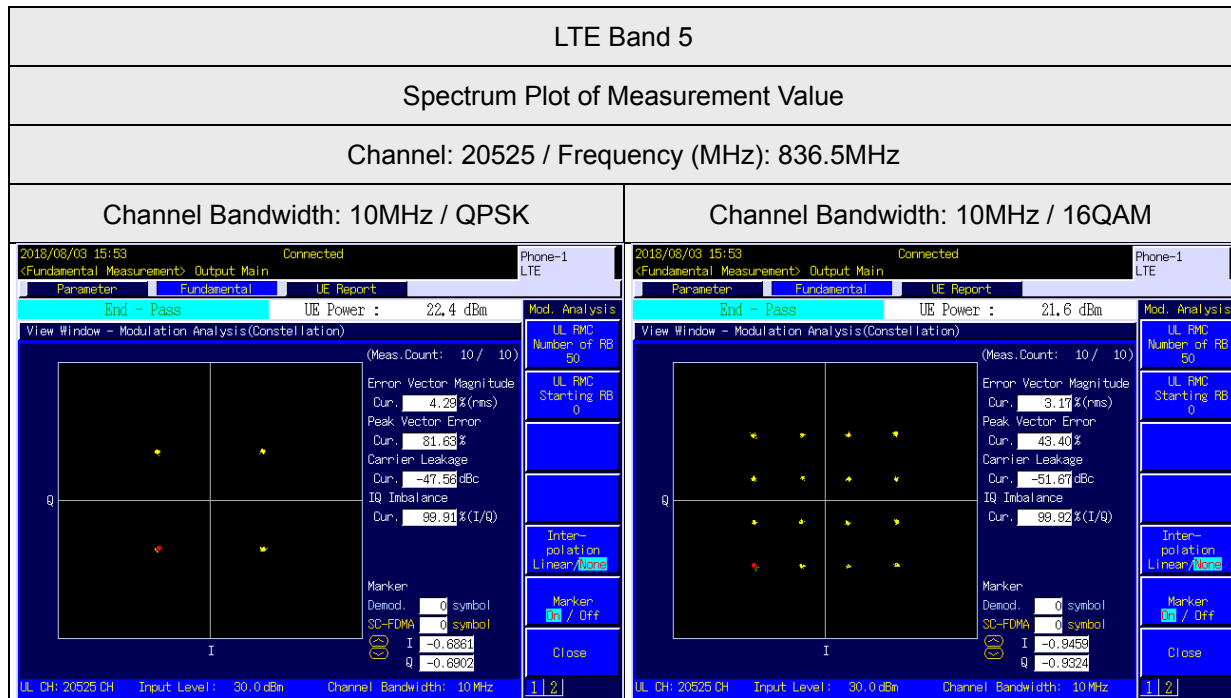 LTE Band 5
Spectrum Plot of Measurement Value
Channel: 20525 / Frequency (MHz): 836.5MHz
Channel Bandwidth: 10MHz / QPSK
2018/08/03 15:53 Connected
<Fundamental Measurement> Output Main
Phone-1
LTE
Parameter Fundamental UE Report
End - Pass UE Power : 22.4 dBm
Mod. Analysis
View Window - Modulation Analysis(Constellation)
(Meas.Count: 10/ 10)
Error Vector Magnitude
Cur. 4.29%(rms)
Peak Vector Error
Cur. 81.63%
Carrier Leakage
Cur. -47.56dBc
IQ Imbalance
Cur. 99.91%(I/Q)
Marker
Demod. 0 symbol
SC-FDMA 0 symbol
I -0.6861
Q -0.6902
Q
I
UL RMC
Number of RB
50
UL RMC
Starting RB
0
Inter-
polation
Linear/None
Marker
On / Off
Close
UL CH: 20525 CH Input Level: 30.0 dBm Channel Bandwidth: 10 MHz
1 2
Channel Bandwidth: 10MHz / 16QAM
2018/08/03 15:53 Connected
<Fundamental Measurement> Output Main
Phone-1
LTE
Parameter Fundamental UE Report
End - Pass UE Power : 21.6 dBm
Mod. Analysis
View Window - Modulation Analysis(Constellation)
(Meas.Count: 10/ 10)
Error Vector Magnitude
Cur. 3.17%(rms)
Peak Vector Error
Cur. 43.40%
Carrier Leakage
Cur. -51.67dBc
IQ Imbalance
Cur. 99.92%(I/Q)
Marker
Demod. 0 symbol
SC-FDMA 0 symbol
I -0.9459
Q -0.9324
Q
I
UL RMC
Number of RB
50
UL RMC
Starting RB
0
Inter-
polation
Linear/None
Marker
On / Off
Close
UL CH: 20525 CH Input Level: 30.0 dBm Channel Bandwidth: 10 MHz
1 2